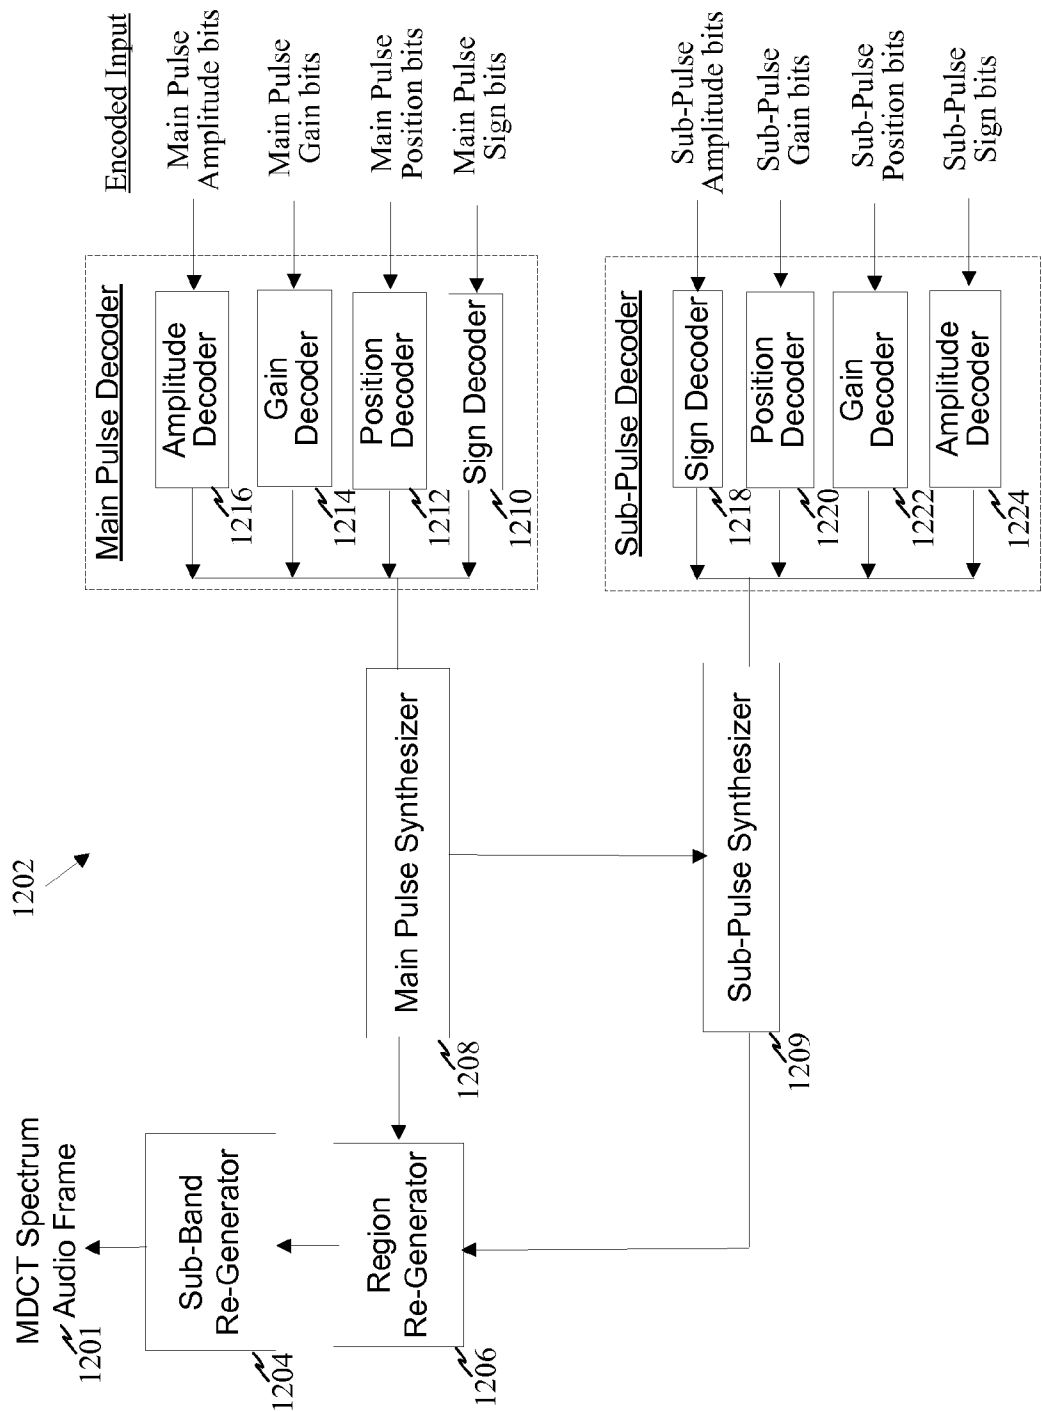 Encoded Input
Main Pulse
Amplitude bits
Main Pulse
Gain bits
Main Pulse
Position bits
Main Pulse
Sign bits
Sub-Pulse
Amplitude bits
Sub-Pulse
Gain bits
Sub-Pulse
Position bits
Sub-Pulse
Sign bits
Main Pulse Decoder
Amplitude
Decoder
1216
Gain
Decoder
1214
Position
Decoder
1212
Sign Decoder
1210
Sub-Pulse Decoder
Sign Decoder
1218
Position
Decoder
1220
Gain
Decoder
1222
Amplitude
Decoder
1224
1202
Main Pulse Synthesizer
1208
Sub-Pulse Synthesizer
1209
MDCT Spectrum
Audio Frame
1201
Sub-Band
Re-Generator
1204
Region
Re-Generator
1206